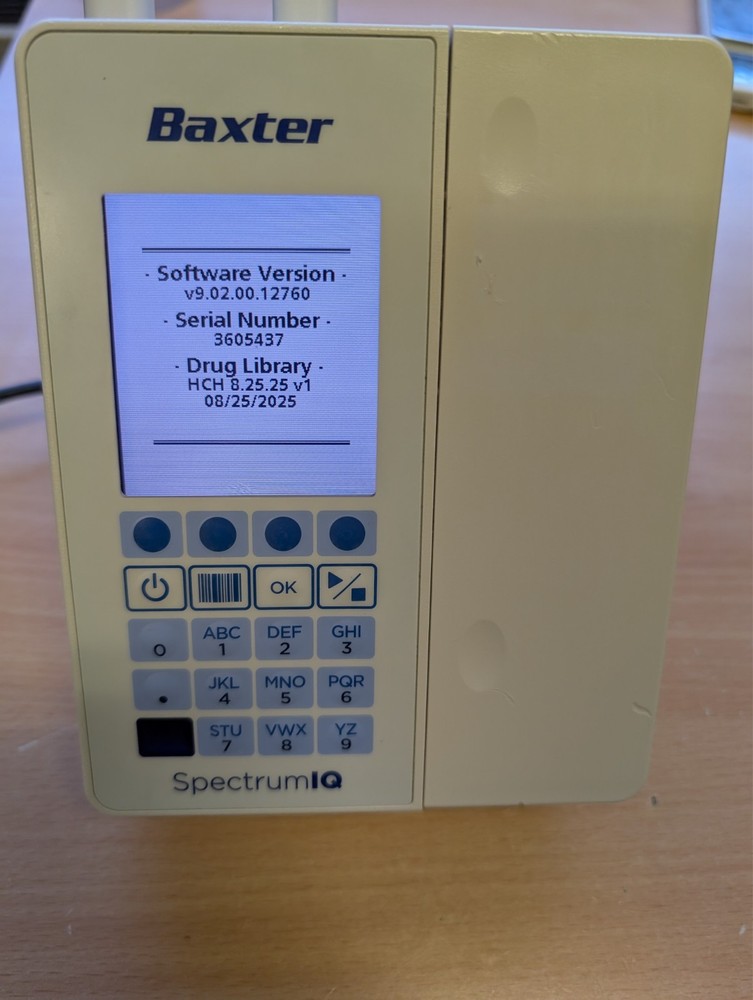 Baxter
· Software Version ·
v9.02.00.12760
· Serial Number ·
3605437
· Drug Library ·
HCH 8.25.25 v1
08/25/2025
OK
0 ABC 1 DEF 2 GHI 3
. JKL 4 MNO 5 PQR 6
STU 7 VWX 8 YZ 9
SpectrumIQ